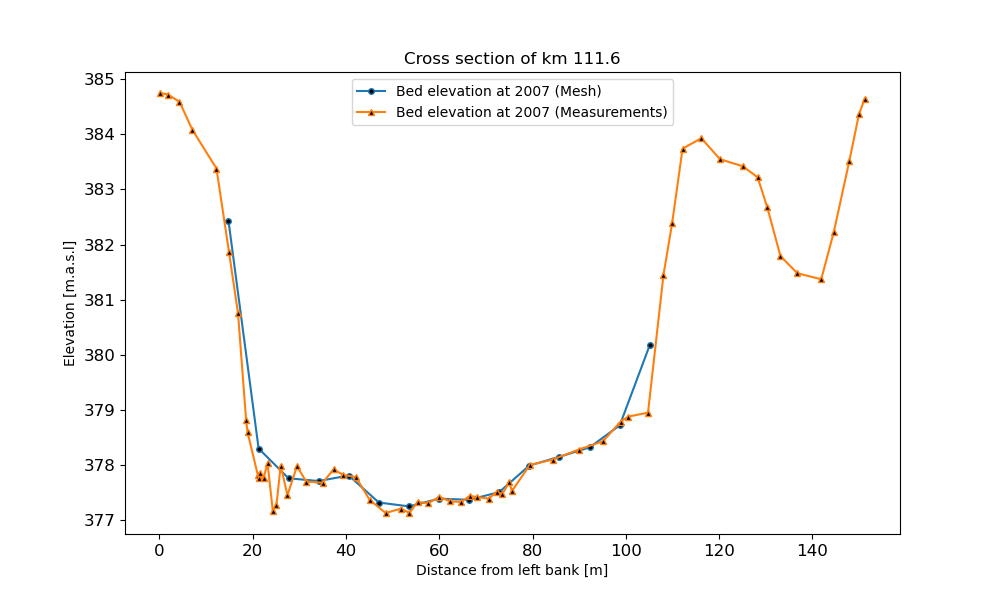 Cross section of km 111.6
Bed elevation at 2007 (Mesh)
Bed elevation at 2007 (Measurements)
385
384
383
382
381
380
379
378
377
Elevation [m.a.s.l]
0 20 40 60 80 100 120 140
Distance from left bank [m]